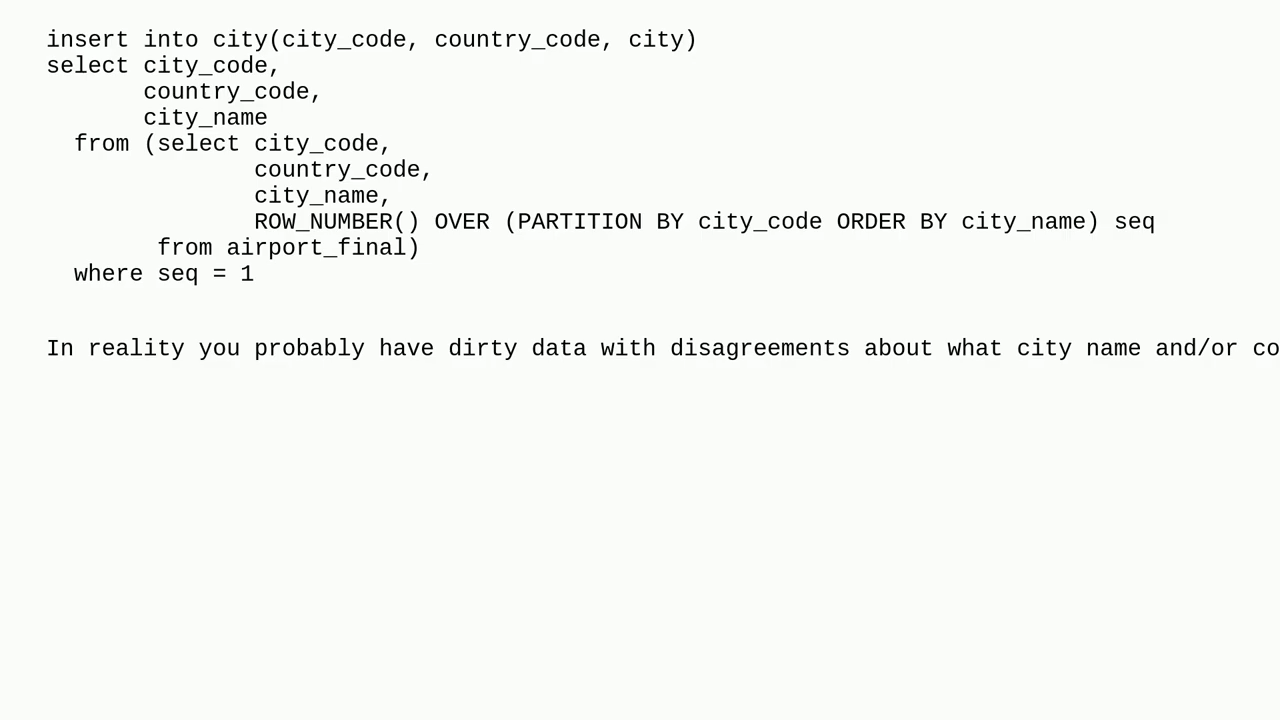 insert into city(city_code, country_code, city)
select city_code,
       country_code,
       city_name
  from (select city_code,
               country_code,
               city_name,
               ROW_NUMBER() OVER (PARTITION BY city_code ORDER BY city_name) seq
        from airport_final)
  where seq = 1
In reality you probably have dirty data with disagreements about what city name and/or